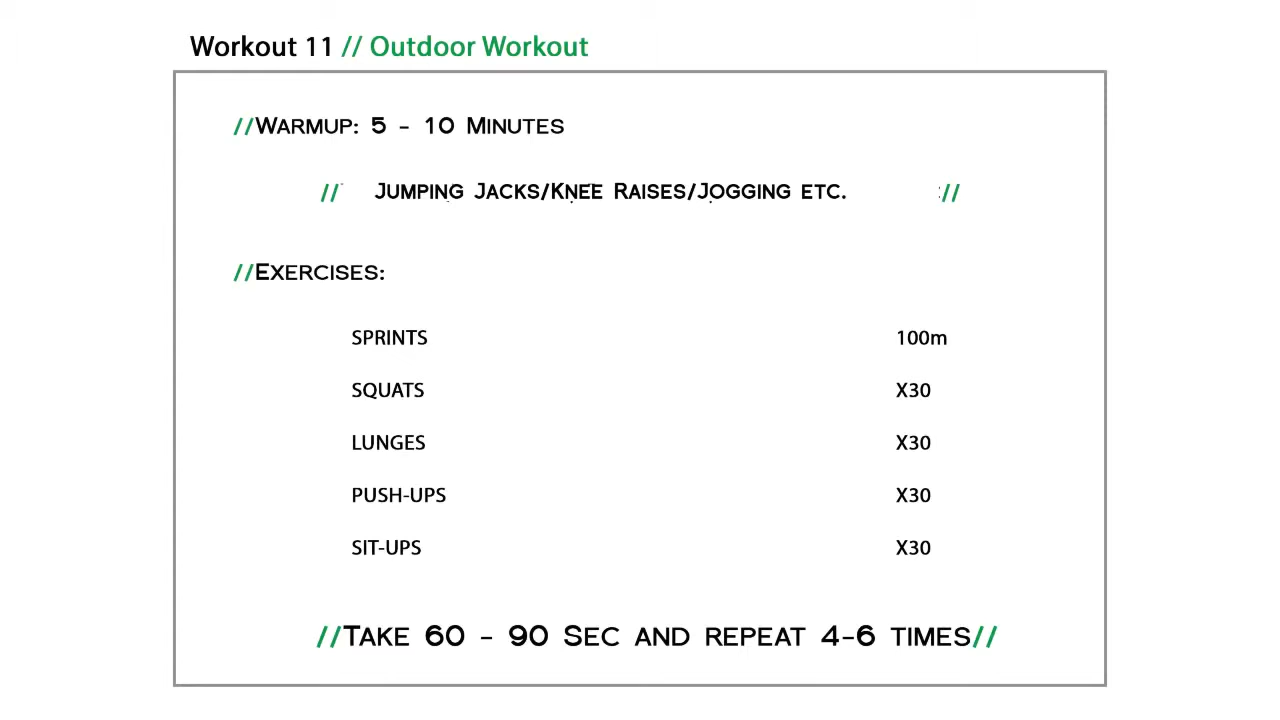 Workout 11 // Outdoor Workout
//WARMUP: 5 - 10 MINUTES
// JUMPING JACKS/KNEE RAISES/JOGGING ETC. //
//EXERCISES:
SPRINTS 100m
SQUATS X30
LUNGES X30
PUSH-UPS X30
SIT-UPS X30
//TAKE 60 - 90 SEC AND REPEAT 4-6 TIMES//